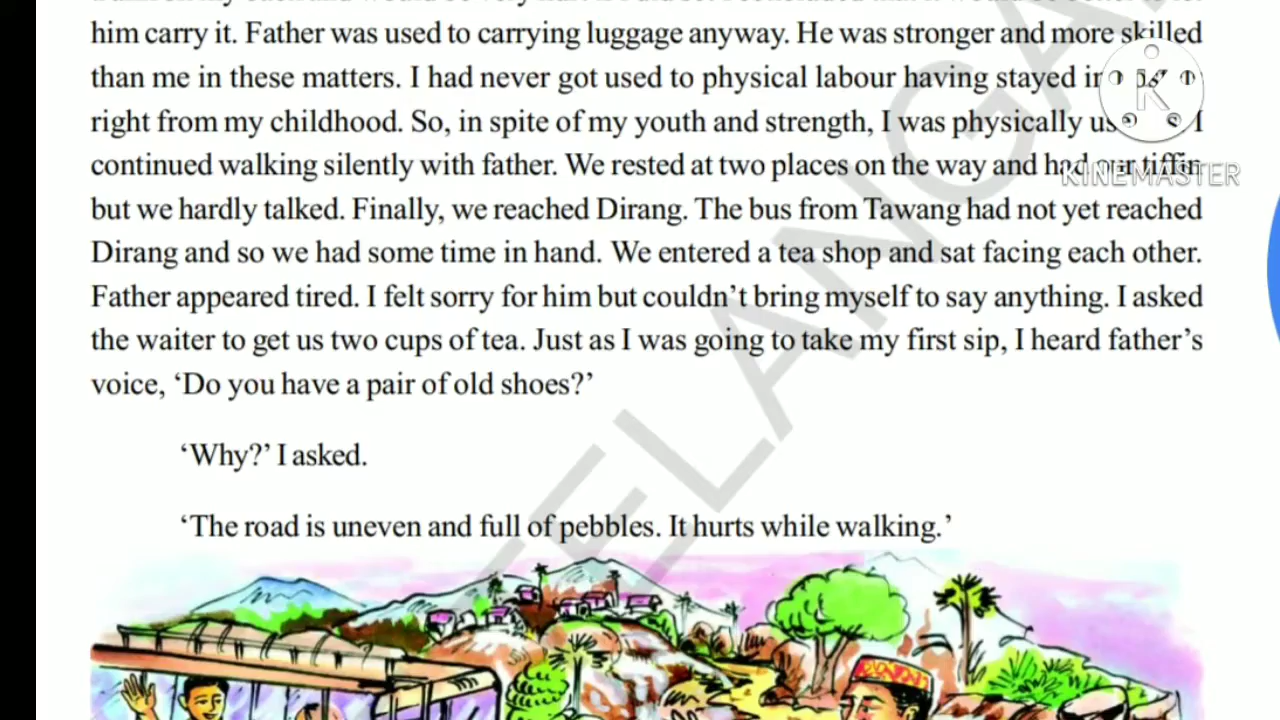 him carry it. Father was used to carrying luggage anyway. He was stronger and more skilled
than me in these matters. I had never got used to physical labour having stayed in
right from my childhood. So, in spite of my youth and strength, I was physically I
continued walking silently with father. We rested at two places on the way and had our tiffin
but we hardly talked. Finally, we reached Dirang. The bus from Tawang had not yet reached
Dirang and so we had some time in hand. We entered a tea shop and sat facing each other.
Father appeared tired. I felt sorry for him but couldn’t bring myself to say anything. I asked
the waiter to get us two cups of tea. Just as I was going to take my first sip, I heard father’s
voice, ‘Do you have a pair of old shoes?’
‘Why?’ I asked.
‘The road is uneven and full of pebbles. It hurts while walking.’
K
KINEMASTER
TELANGA